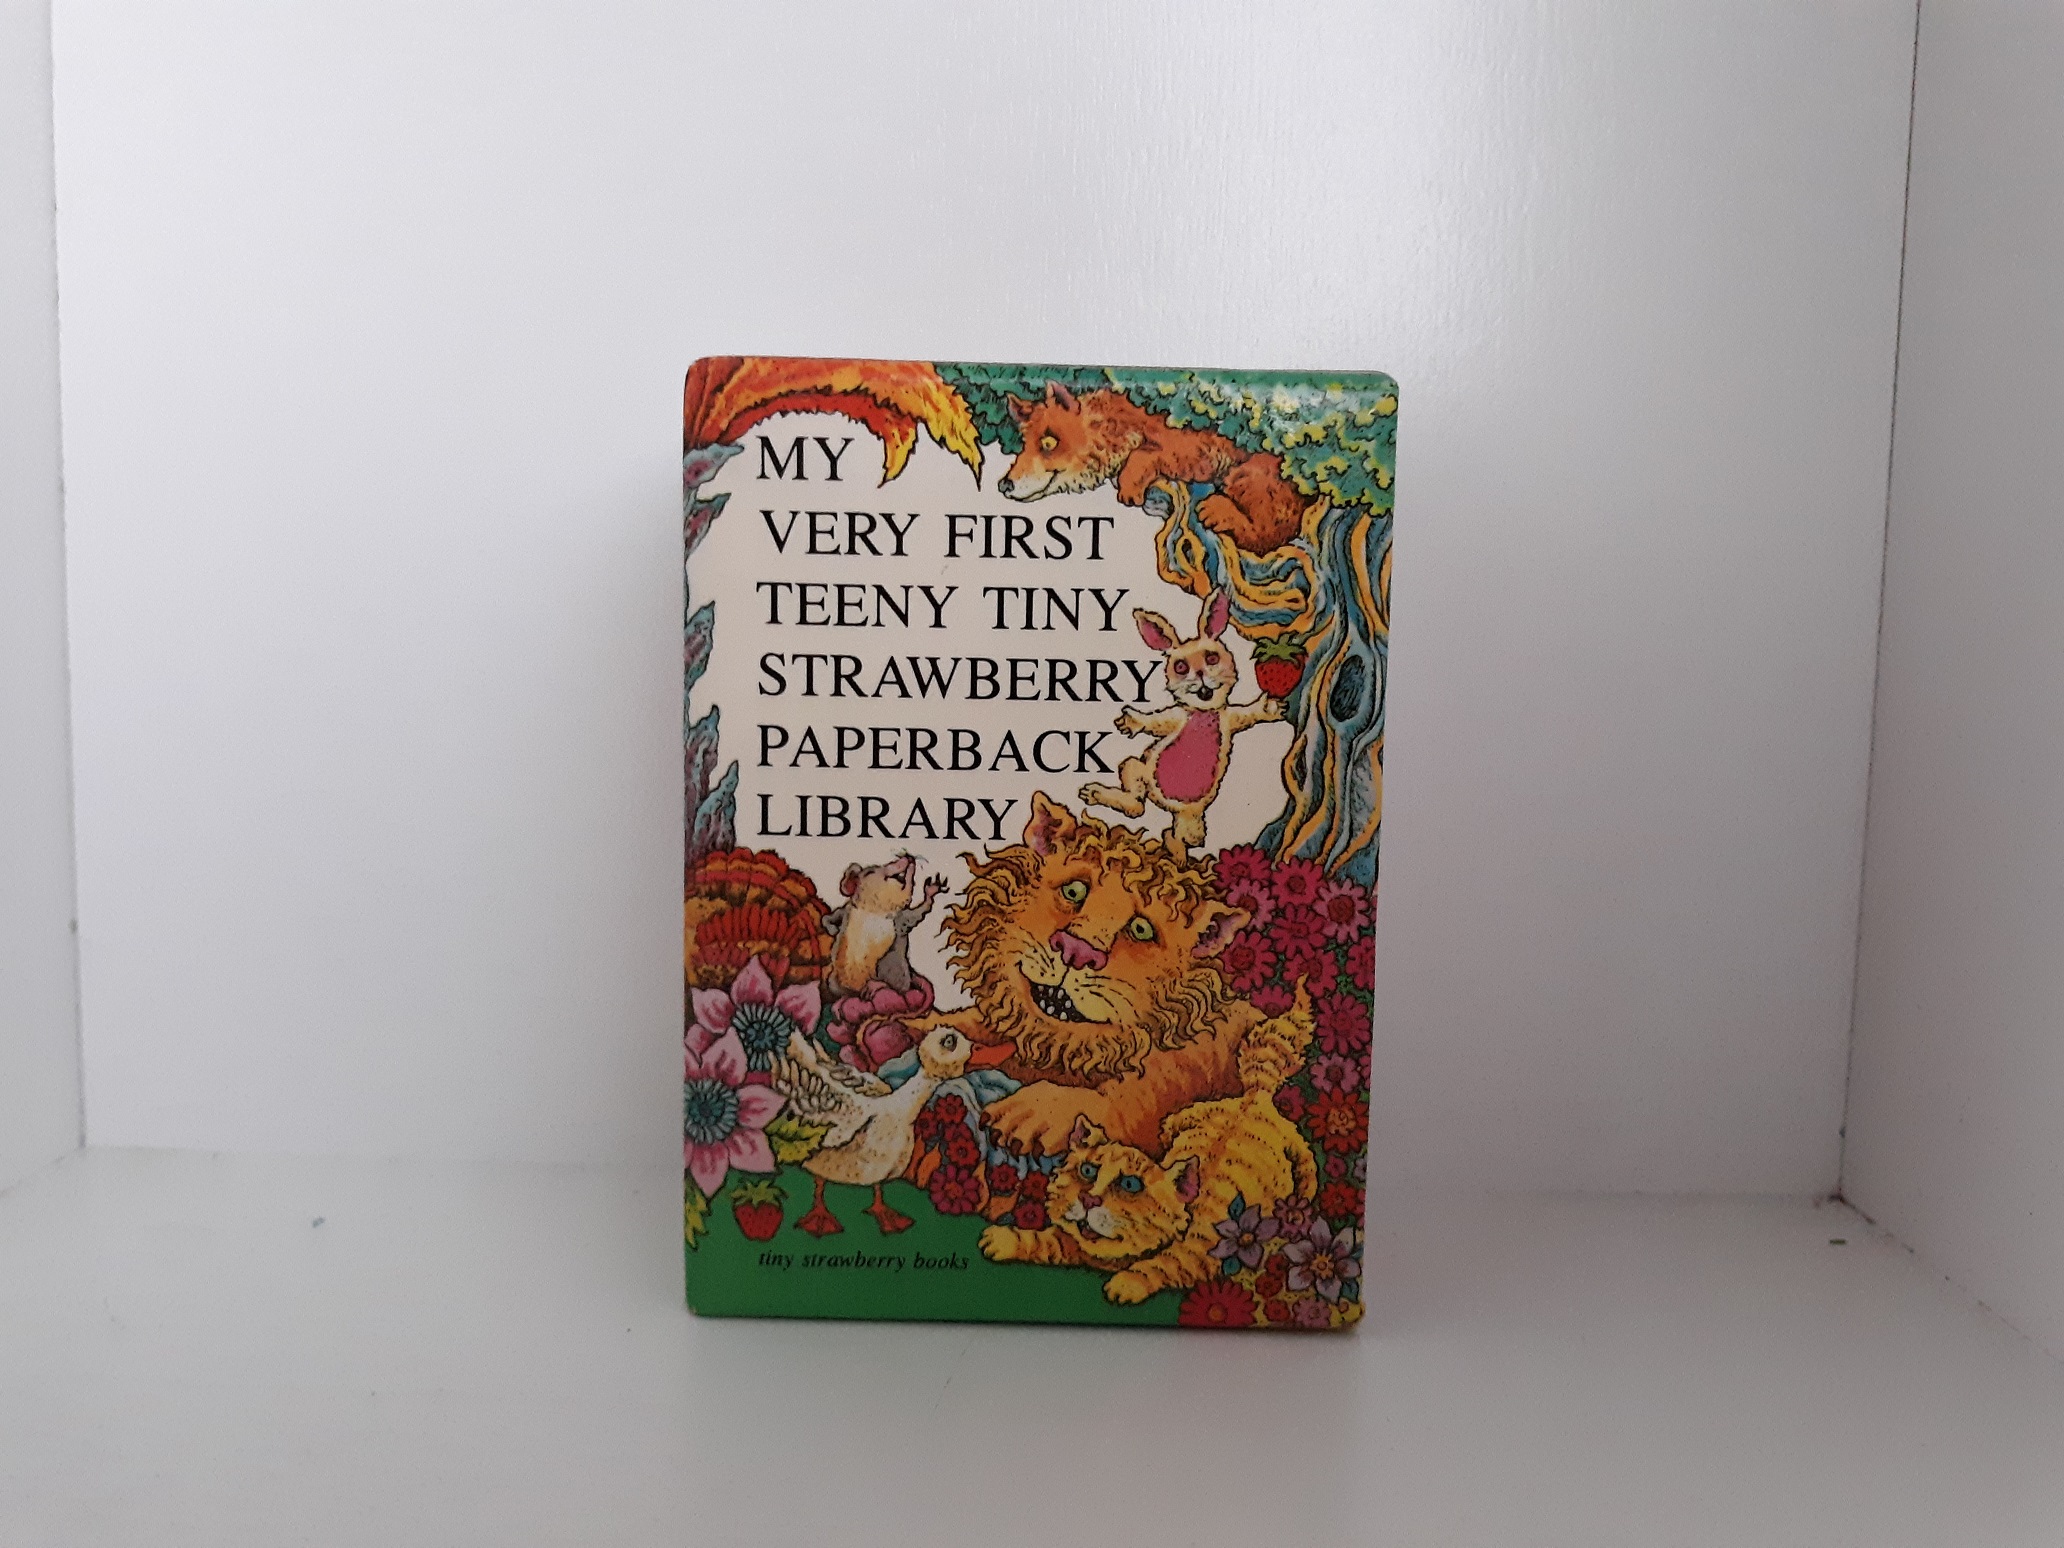 MY
VERY FIRST
TEENY TINY
STRAWBERRY
PAPERBACK
LIBRARY
tiny strawberry books